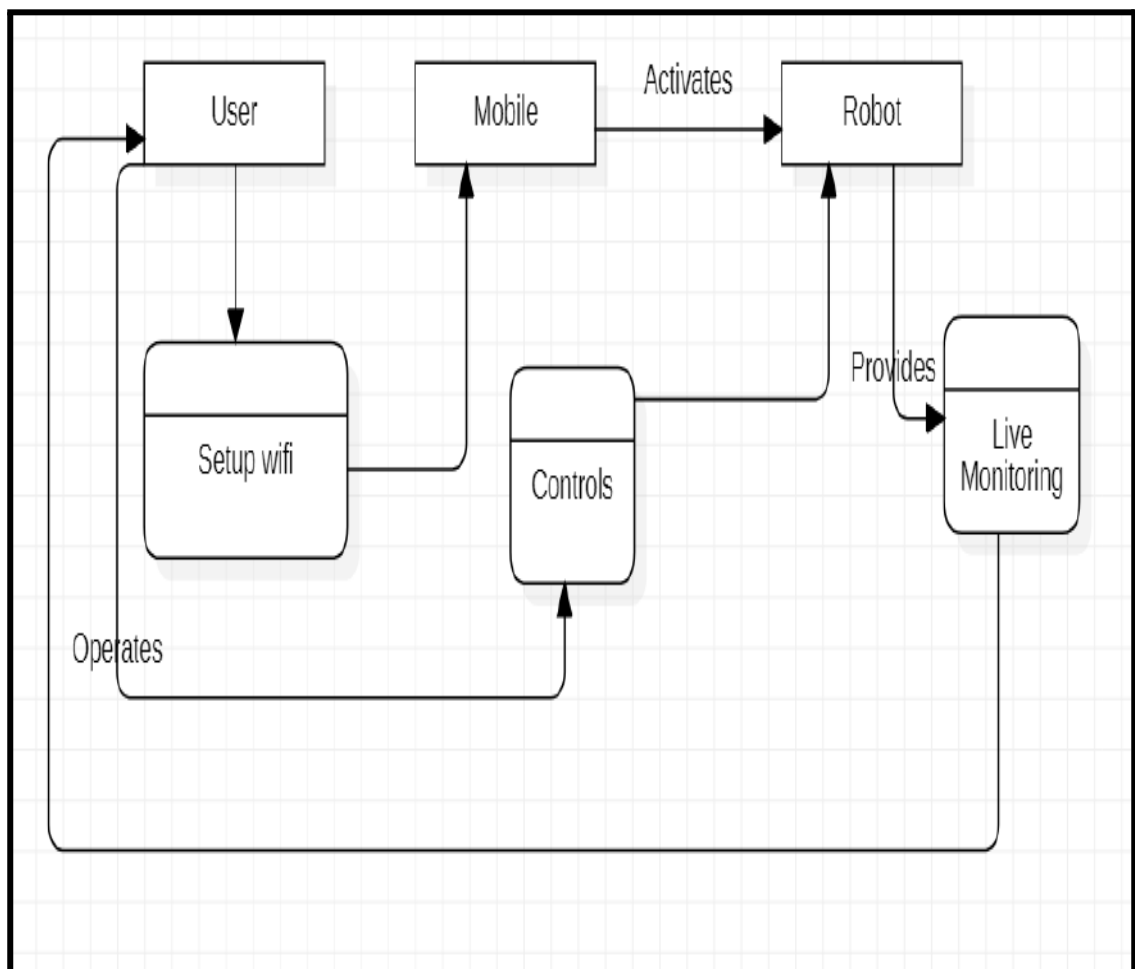 User
Mobile
Activates
Robot
Provides
Live
Monitoring
Setup wifi
Controls
Operates